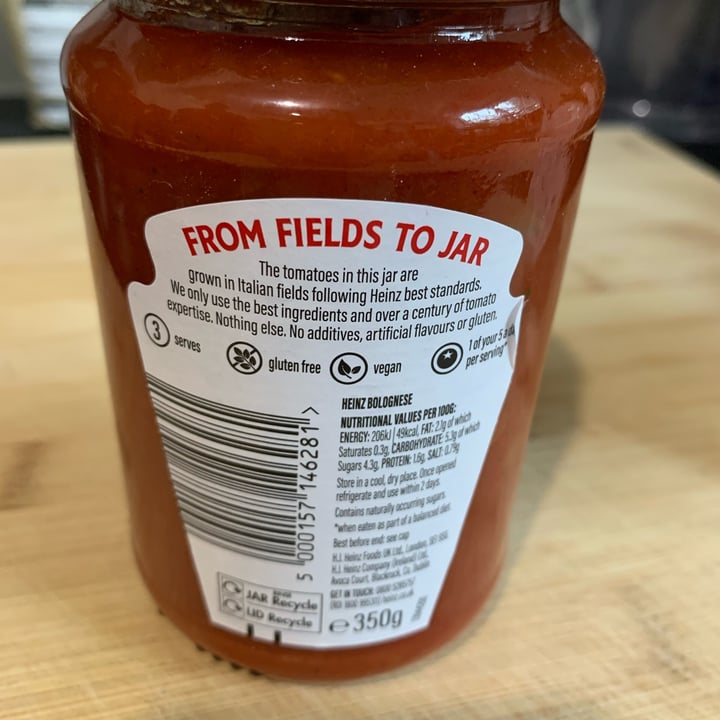 FROM FIELDS TO JAR
The tomatoes in this jar are
grown in Italian fields following Heinz best standards.
We only use the best ingredients and over a century of tomato
expertise. Nothing else. No additives, artificial flavours or gluten.
3 serves
gluten free
vegan
1 of your 5 a
per serving*
HEINZ BOLOGNESE
NUTRITIONAL VALUES PER 100G:
ENERGY: 206kJ/49kcal, FAT: 2.1g of which
Saturates 0.3g, CARBOHYDRATE: 5.3g of which
Sugars 4.3g, PROTEIN: 1.6g, SALT: 0.79g
Store in a cool, dry place. Once opened
refrigerate and use within 2 days.
Contains naturally occurring sugars.
*when eaten as part of a balanced diet.
Best before end: see cap
H.J. Heinz Foods UK Ltd, London,
H.J. Heinz Company (Ireland) Ltd,
Avoca Court, Blackrock, Co. Dublin
GET IN TOUCH: 0800
5 000157 146281 >
JAR Recycle
LID Recycle
e 350g